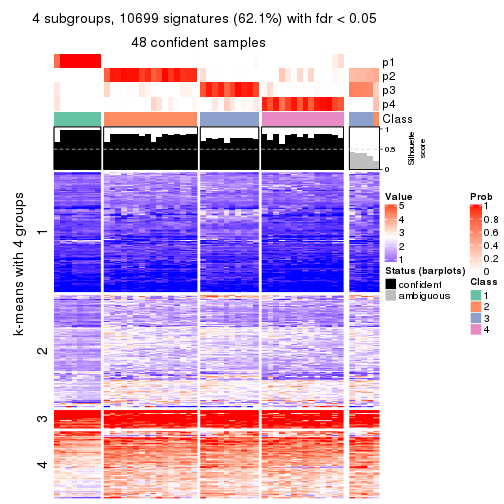 4 subgroups, 10699 signatures (62.1%) with fdr < 0.05
48 confident samples
p1
p2
p3
p4
Class
1
0.5
0
Silhouette
score
k-means with 4 groups
1
2
3
4
Value
5
4
3
2
1
Status (barplots)
confident
ambiguous
Prob
1
0.8
0.6
0.4
0.2
0
Class
1
2
3
4